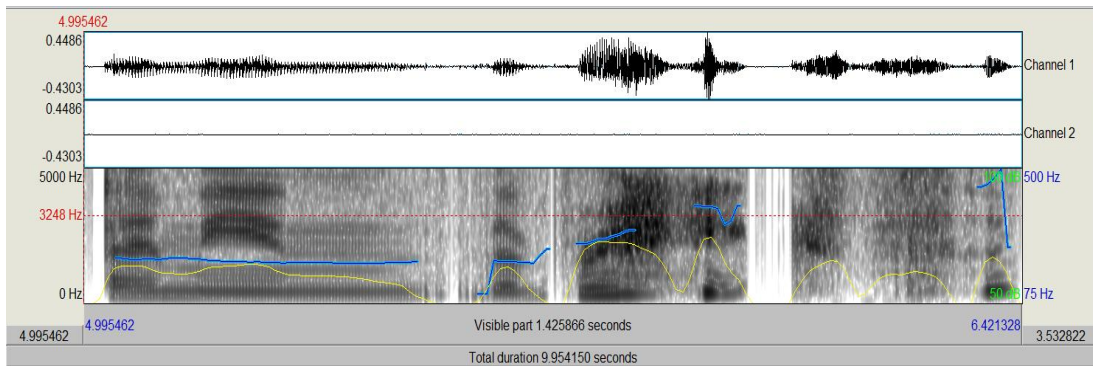 4.995462
0.4486
-0.4303
Channel 1
0.4486
-0.4303
Channel 2
5000 Hz
500 Hz
3248 Hz
0 Hz
50 dB
75 Hz
4.995462
4.995462
Visible part 1.425866 seconds
6.421328
3.532822
Total duration 9.954150 seconds